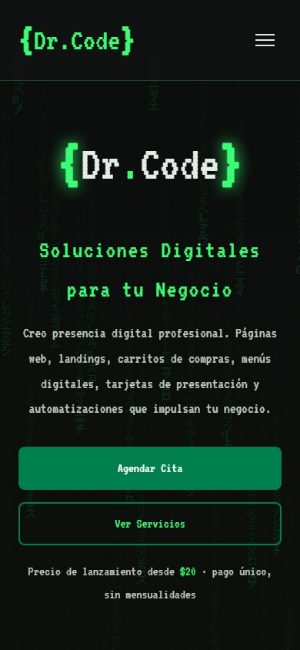 {Dr.Code}
{Dr.Code}
Soluciones Digitales
para tu Negocio
Creo presencia digital profesional. Páginas
web, landings, carritos de compras, menús
digitales, tarjetas de presentación y
automatizaciones que impulsan tu negocio.
Agendar Cita
Ver Servicios
Precio de lanzamiento desde $20 · pago único,
sin mensualidades